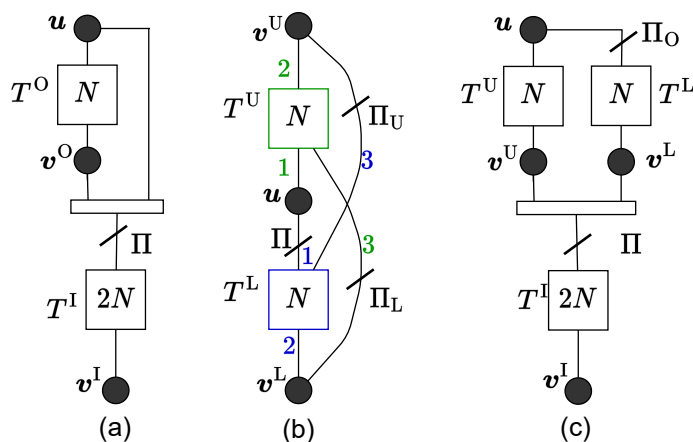 u
T^O N
v^O
Π
T^I 2N
v^I
(a)
v^U
2
T^U N Π_U
1 3
u
Π 1 3
T^L N Π_L
2
v^L
(b)
u Π_O
T^U N N T^L
v^U v^L
Π
T^I 2N
v^I
(c)